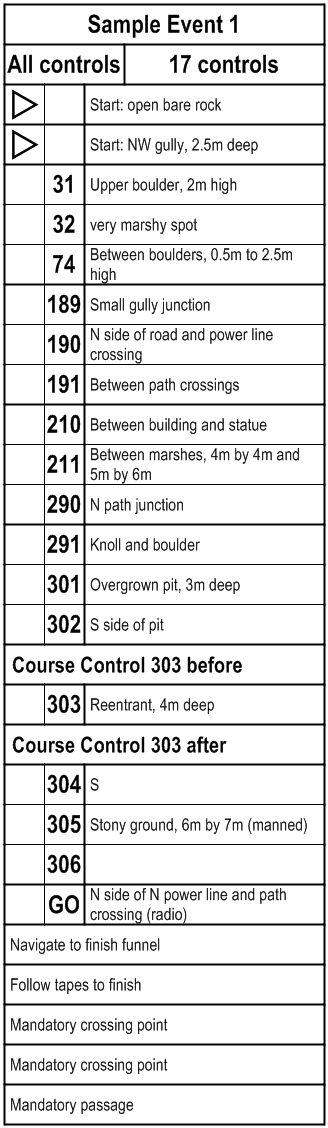 Sample Event 1
All controls 17 controls
Start: open bare rock
Start: NW gully, 2.5m deep
31 Upper boulder, 2m high
32 very marshy spot
74 Between boulders, 0.5m to 2.5m
high
189 Small gully junction
190 N side of road and power line
crossing
191 Between path crossings
210 Between building and statue
211 Between marshes, 4m by 4m and
5m by 6m
290 N path junction
291 Knoll and boulder
301 Overgrown pit, 3m deep
302 S side of pit
Course Control 303 before
303 Reentrant, 4m deep
Course Control 303 after
304 S
305 Stony ground, 6m by 7m (manned)
306
GO N side of N power line and path
crossing (radio)
Navigate to finish funnel
Follow tapes to finish
Mandatory crossing point
Mandatory crossing point
Mandatory passage